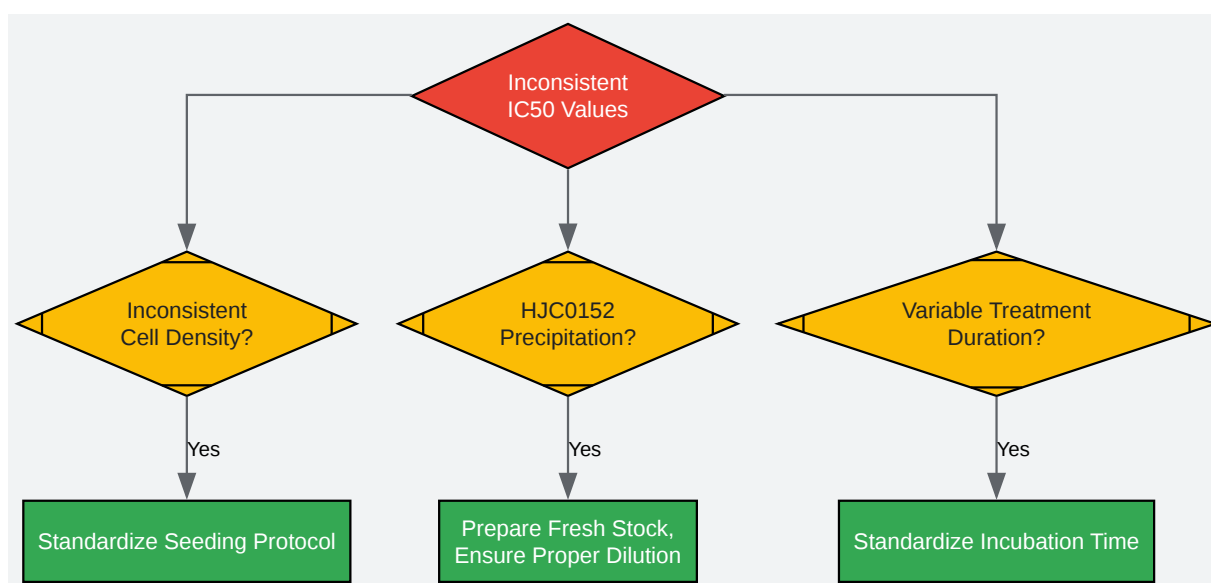 Inconsistent
IC50 Values
Inconsistent
Cell Density?
HJC0152
Precipitation?
Variable Treatment
Duration?
Yes
Yes
Yes
Standardize Seeding Protocol
Prepare Fresh Stock,
Ensure Proper Dilution
Standardize Incubation Time